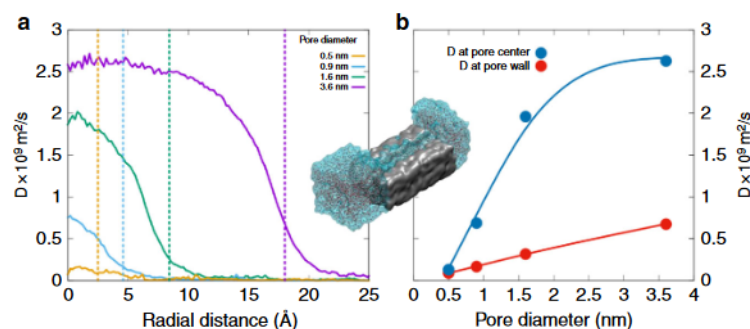 a
Pore diameter
0.5 nm
0.9 nm
1.6 nm
3.6 nm
3
2.5
2
1.5
1
0.5
0
D × 10⁹ m²/s
0 5 10 15 20 25
Radial distance (Å)
b
D at pore center
D at pore wall
3
2.5
2
1.5
1
0.5
0
D × 10⁹ m²/s
0 0.5 1 1.5 2 2.5 3 3.5 4
Pore diameter (nm)